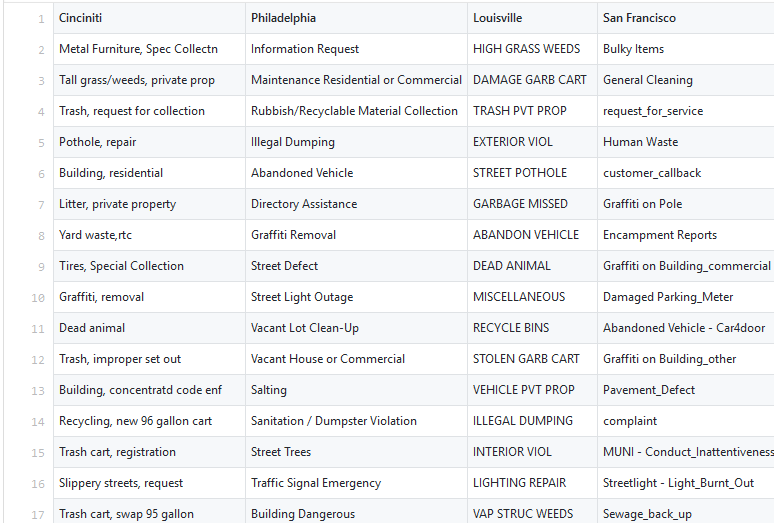 1 Cinciniti Philadelphia Louisville San Francisco
2 Metal Furniture, Spec Collectn Information Request HIGH GRASS WEEDS Bulky Items
3 Tall grass/weeds, private prop Maintenance Residential or Commercial DAMAGE GARB CART General Cleaning
4 Trash, request for collection Rubbish/Recyclable Material Collection TRASH PVT PROP request_for_service
5 Pothole, repair Illegal Dumping EXTERIOR VIOL Human Waste
6 Building, residential Abandoned Vehicle STREET POTHOLE customer_callback
7 Litter, private property Directory Assistance GARBAGE MISSED Graffiti on Pole
8 Yard waste,rtc Graffiti Removal ABANDON VEHICLE Encampment Reports
9 Tires, Special Collection Street Defect DEAD ANIMAL Graffiti on Building_commercial
10 Graffiti, removal Street Light Outage MISCELLANEOUS Damaged Parking_Meter
11 Dead animal Vacant Lot Clean-Up RECYCLE BINS Abandoned Vehicle - Car4door
12 Trash, improper set out Vacant House or Commercial STOLEN GARB CART Graffiti on Building_other
13 Building, concentratd code enf Salting VEHICLE PVT PROP Pavement_Defect
14 Recycling, new 96 gallon cart Sanitation / Dumpster Violation ILLEGAL DUMPING complaint
15 Trash cart, registration Street Trees INTERIOR VIOL MUNI - Conduct_Inattentiveness
16 Slippery streets, request Traffic Signal Emergency LIGHTING REPAIR Streetlight - Light_Burnt_Out
17 Trash cart, swap 95 gallon Building Dangerous VAP STRUC WEEDS Sewage_back_up